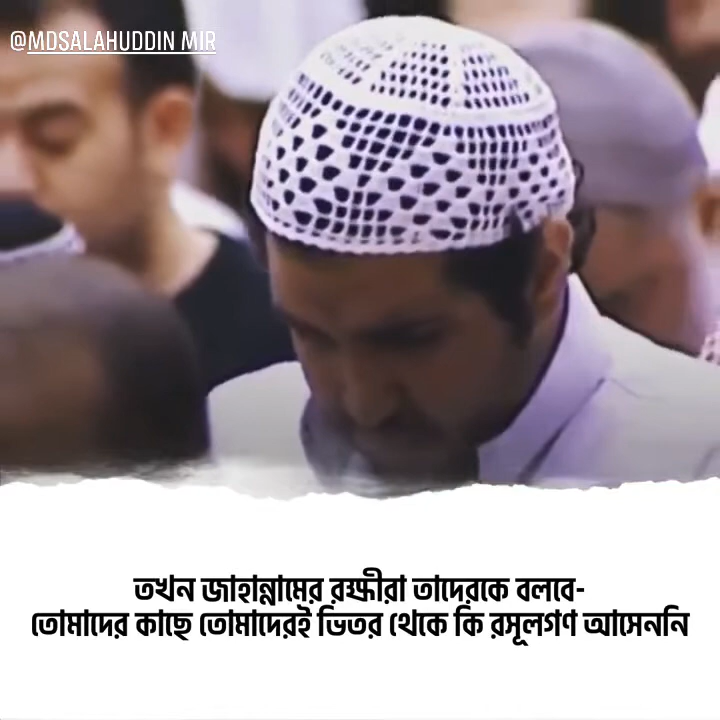 @MDSALAHUDDIN MIR
তখন জাহান্নামের রক্ষীরা তাদেরকে বলবে-
তোমাদের কাছে তোমাদেরই ভিতর থেকে কি রসূলগণ আসেননি